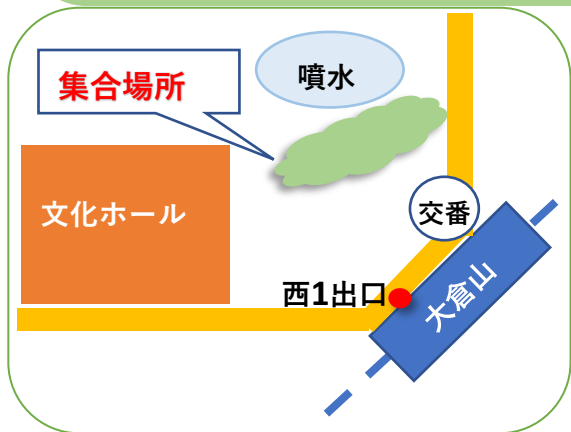 集合場所
噴水
文化ホール
交番
西1出口
大倉山